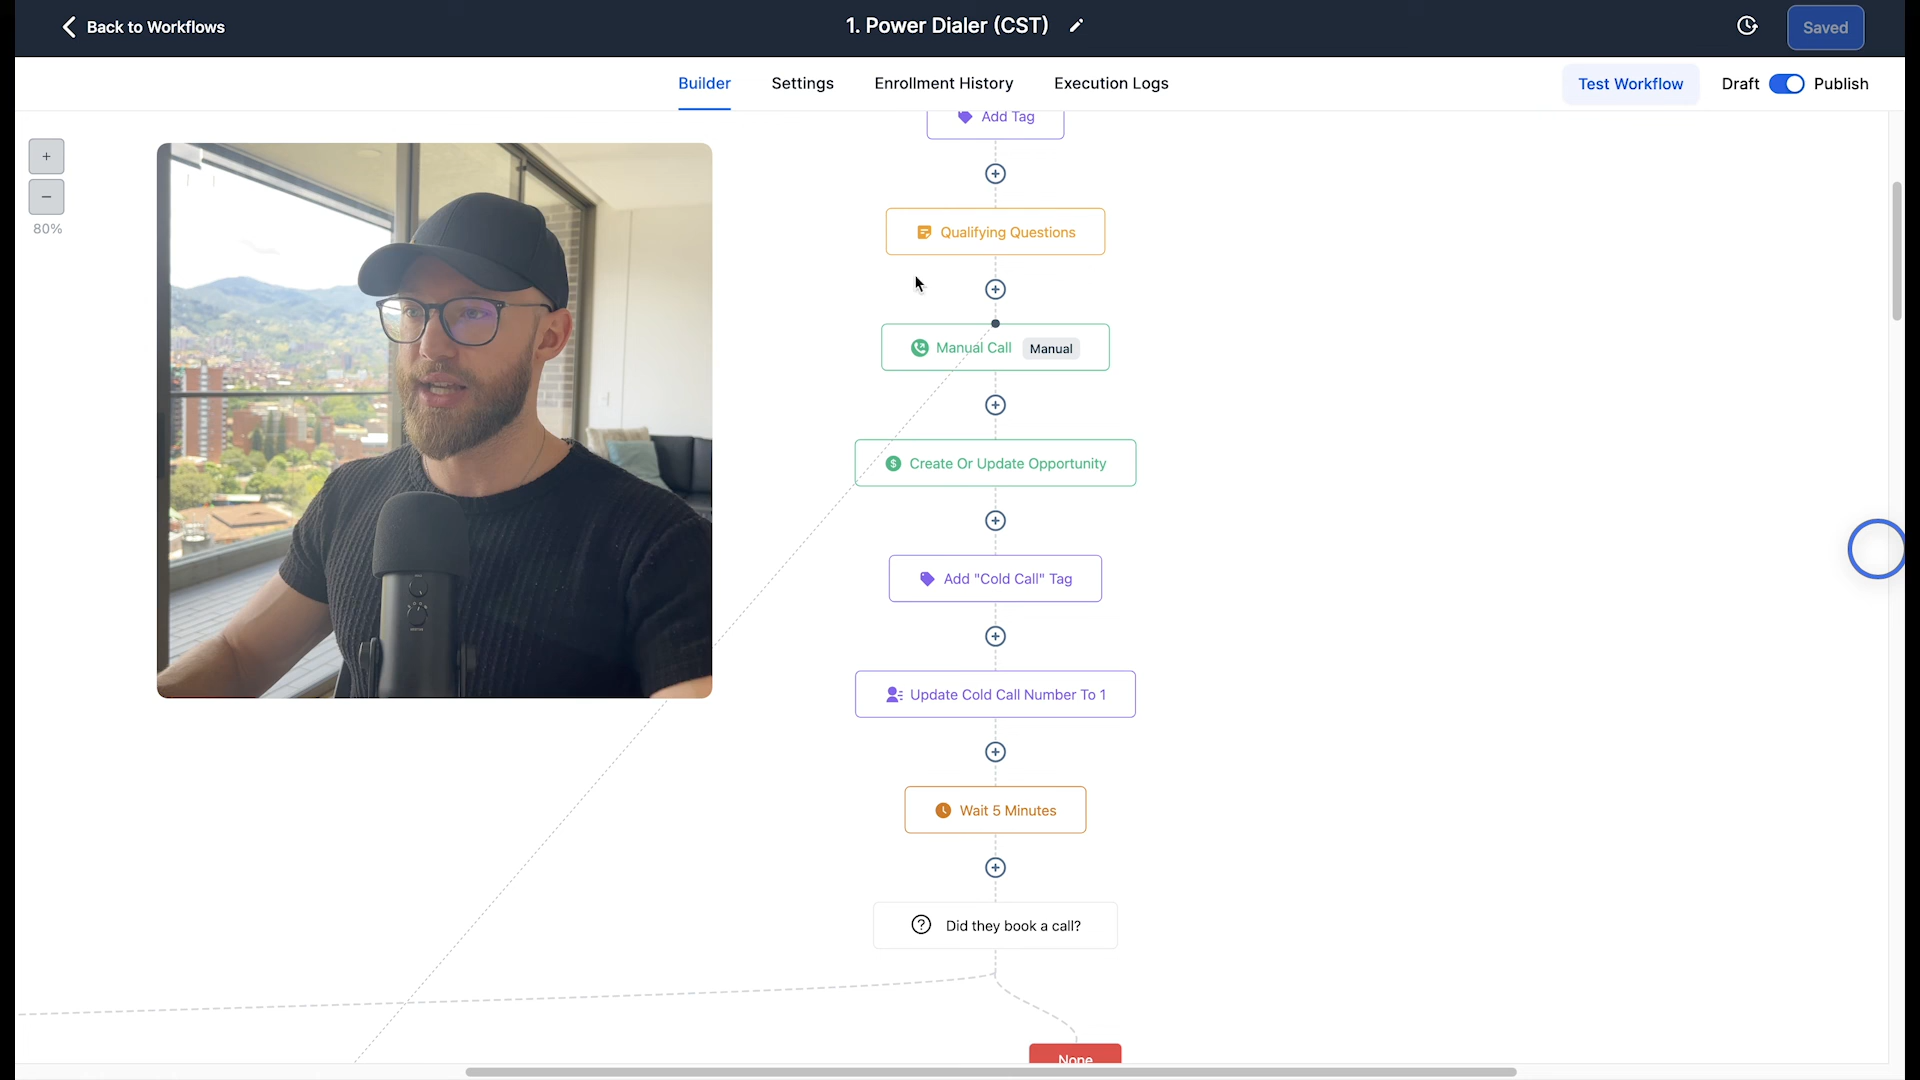 Back to Workflows
1. Power Dialer (CST)
Saved
Builder
Settings
Enrollment History
Execution Logs
Test Workflow
Draft
Publish
+
−
80%
Add Tag
Qualifying Questions
Manual Call
Manual
Create Or Update Opportunity
Add "Cold Call" Tag
Update Cold Call Number To 1
Wait 5 Minutes
Did they book a call?
None